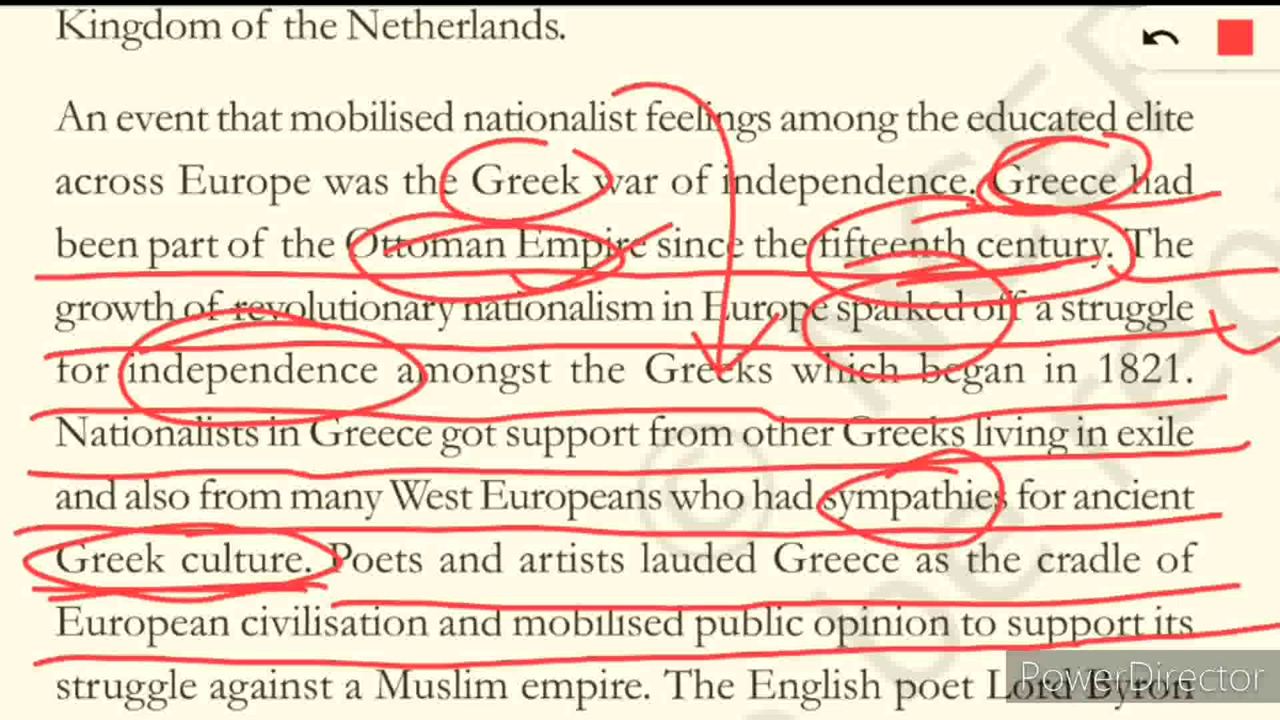 Kingdom of the Netherlands.
An event that mobilised nationalist feelings among the educated elite
across Europe was the Greek war of independence. Greece had
been part of the Ottoman Empire since the fifteenth century. The
growth of revolutionary nationalism in Europe sparked off a struggle
for independence amongst the Greeks which began in 1821.
Nationalists in Greece got support from other Greeks living in exile
and also from many West Europeans who had sympathies for ancient
Greek culture. Poets and artists lauded Greece as the cradle of
European civilisation and mobilised public opinion to support its
struggle against a Muslim empire. The English poet Lord Byron
PowerDirector